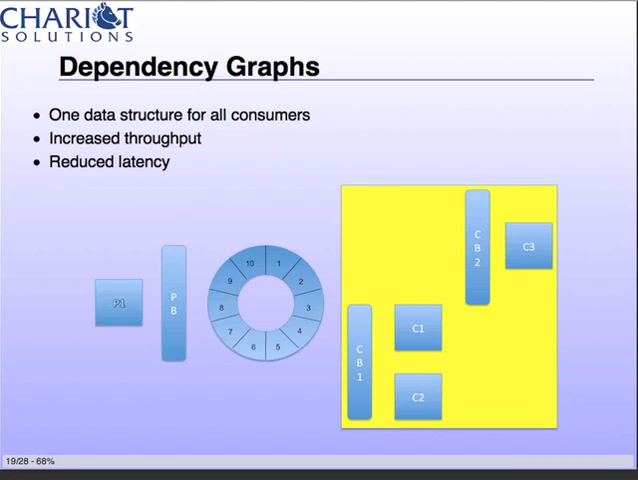 CHARIOT
SOLUTIONS
Dependency Graphs
• One data structure for all consumers
• Increased throughput
• Reduced latency
P1
P
B
10
1
9
2
8
3
7
4
6
5
C
B
2
C3
C
B
1
C1
C2
19/28 - 68%